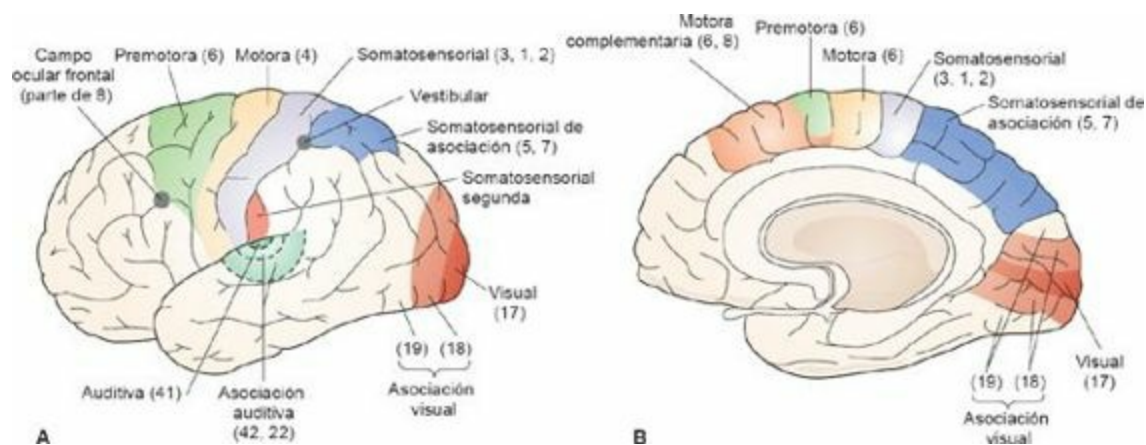 Campo
ocular frontal
(parte de 8)
Premotora (6)
Motora (4)
Somatosensorial (3, 1, 2)
Vestibular
Somatosensorial de
asociación (5, 7)
Somatosensorial
segunda
Visual
(17)
(19) (18)
Asociación
visual
Auditiva (41)
Asociación
auditiva
(42, 22)
A
Motora
complementaria (6, 8)
Premotora (6)
Motora (6)
Somatosensorial
(3, 1, 2)
Somatosensorial de
asociación (5, 7)
Visual
(17)
(19) (18)
Asociación
visual
B